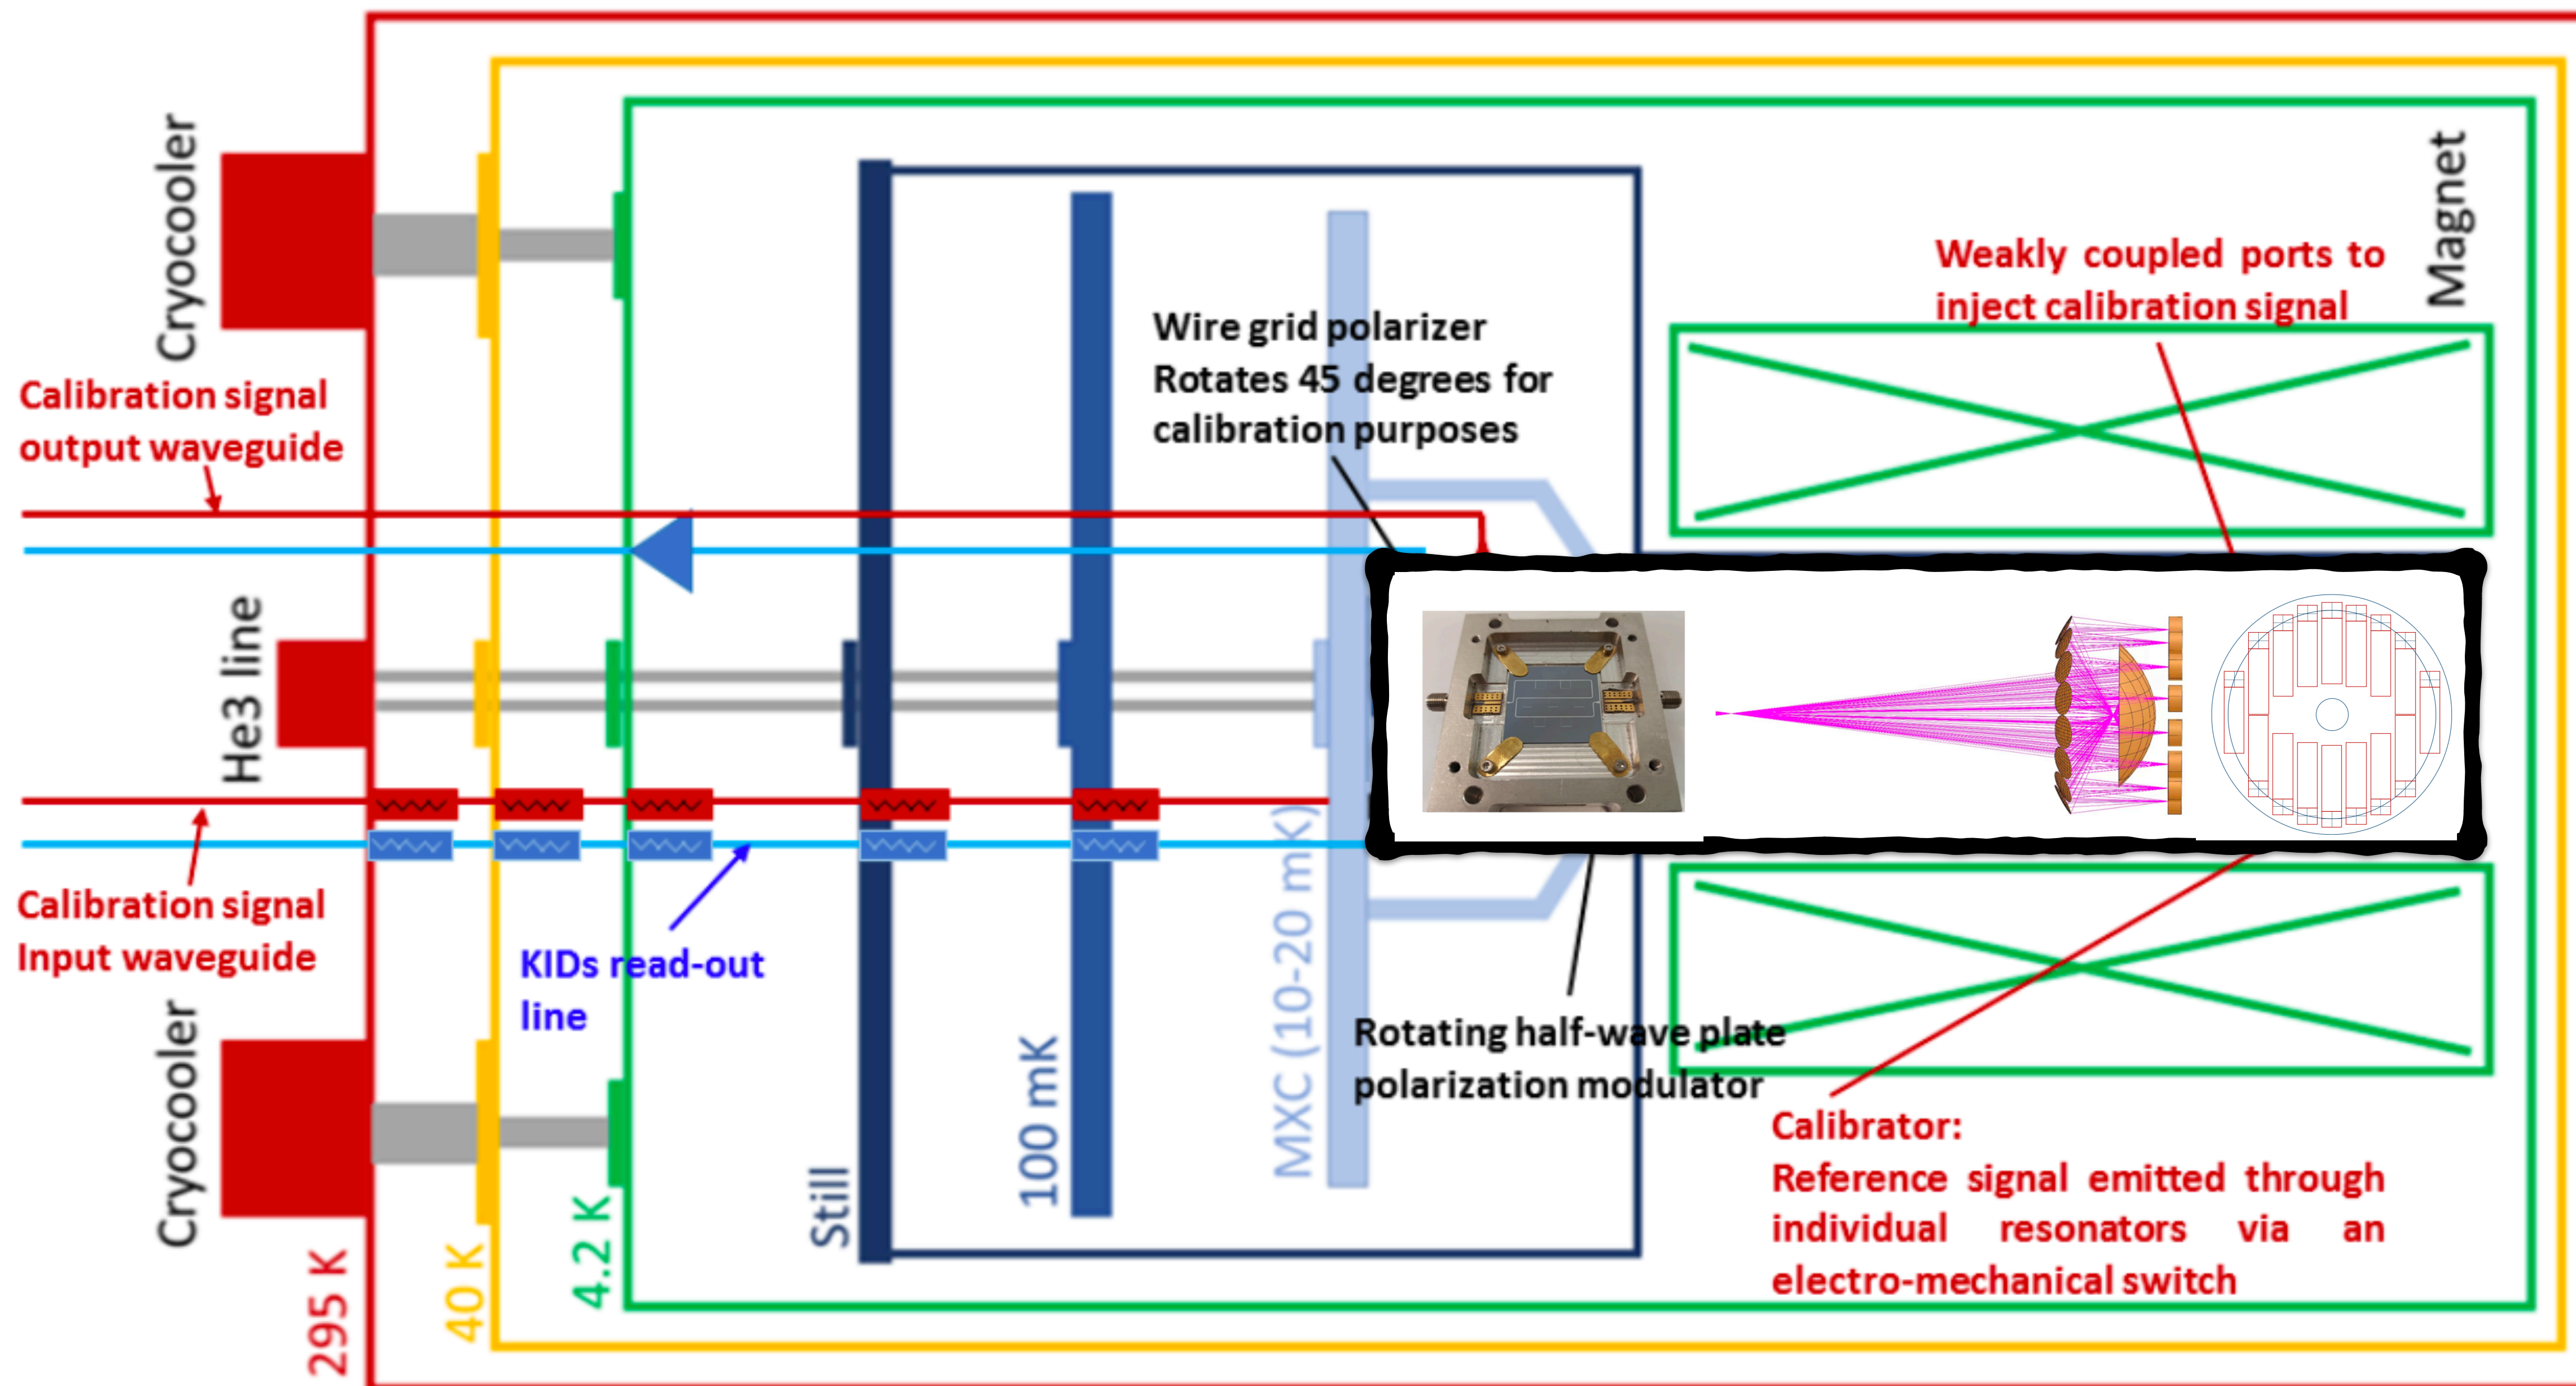 Cryocooler
Calibration signal
output waveguide
He3 line
Calibration signal
Input waveguide
Cryocooler
295 K
40 K
4.2 K
KIDs read-out
line
Still
100 mK
MXC (10-20 mK)
Wire grid polarizer
Rotates 45 degrees for
calibration purposes
Weakly coupled ports to
inject calibration signal
Magnet
Rotating half-wave plate
polarization modulator
Calibrator:
Reference signal emitted through
individual resonators via an
electro-mechanical switch